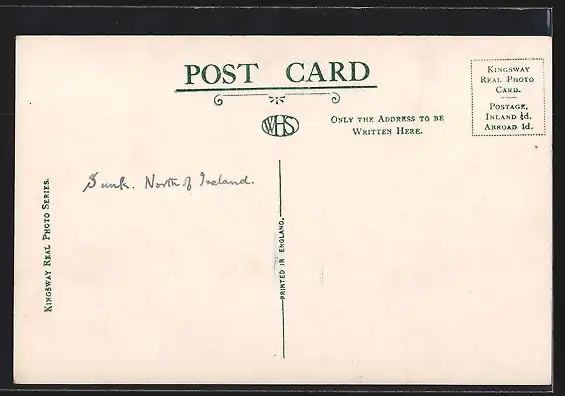 POST CARD
WHS
ONLY THE ADDRESS TO BE
WRITTEN HERE.
KINGSWAY
REAL PHOTO
CARD.
POSTAGE,
INLAND ½d.
ABROAD 1d.
Sunk. North of Ireland.
KINGSWAY REAL PHOTO SERIES.
PRINTED IN ENGLAND.